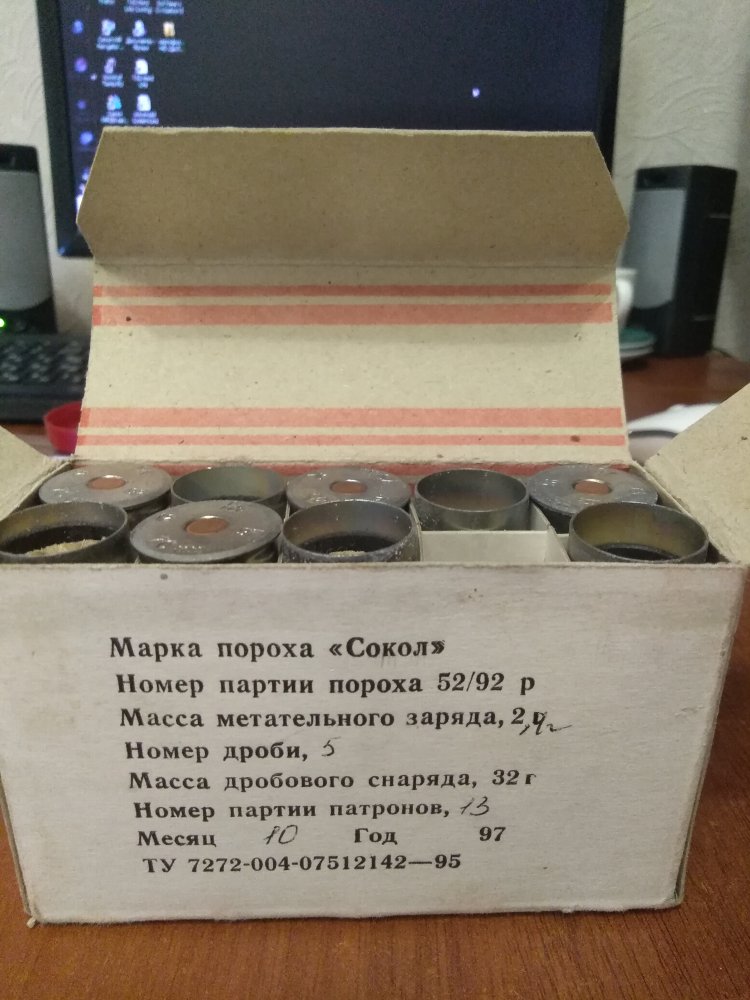 Марка пороха «Сокол»
Номер партии пороха 52/92 р
Масса метательного заряда, 2,4г
Номер дроби, 5
Масса дробового снаряда, 32 г
Номер партии патронов, 13
Месяц 10 Год 97
ТУ 7272-004-07512142—95